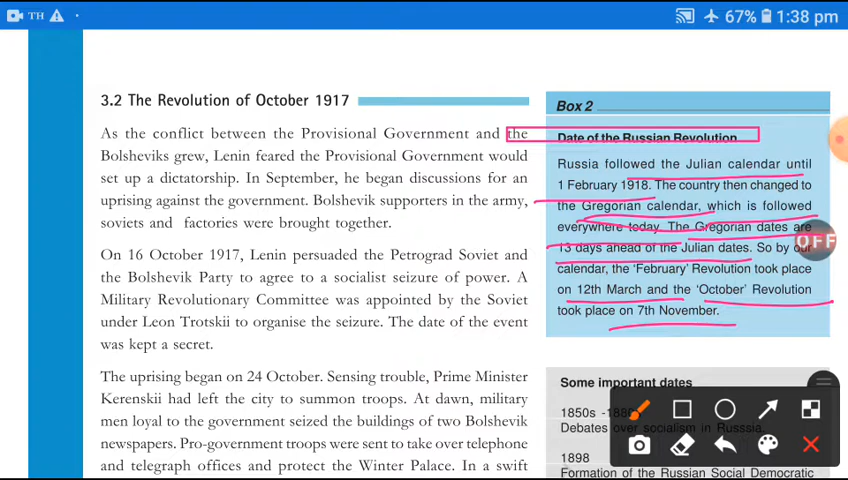 TH
67% 1:38 pm
3.2 The Revolution of October 1917
As the conflict between the Provisional Government and the
Bolsheviks grew, Lenin feared the Provisional Government would
set up a dictatorship. In September, he began discussions for an
uprising against the government. Bolshevik supporters in the army,
soviets and factories were brought together.
On 16 October 1917, Lenin persuaded the Petrograd Soviet and
the Bolshevik Party to agree to a socialist seizure of power. A
Military Revolutionary Committee was appointed by the Soviet
under Leon Trotskii to organise the seizure. The date of the event
was kept a secret.
The uprising began on 24 October. Sensing trouble, Prime Minister
Kerenskii had left the city to summon troops. At dawn, military
men loyal to the government seized the buildings of two Bolshevik
newspapers. Pro-government troops were sent to take over telephone
and telegraph offices and protect the Winter Palace. In a swift
Box 2
Date of the Russian Revolution
Russia followed the Julian calendar until
1 February 1918. The country then changed to
the Gregorian calendar, which is followed
everywhere today. The Gregorian dates are
13 days ahead of the Julian dates. So by our
calendar, the ‘February’ Revolution took place
on 12th March and the ‘October’ Revolution
took place on 7th November.
OFF
Some important dates
1850s -1880s
Debates over socialism in Russsia.
1898
Formation of the Russian Social Democratic